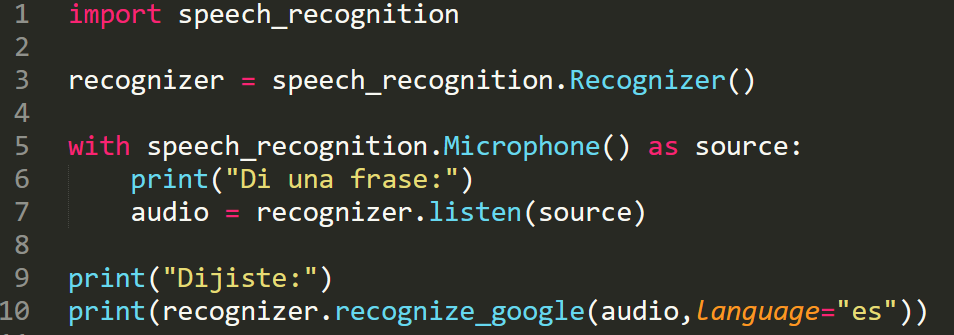 1 import speech_recognition
2
3 recognizer = speech_recognition.Recognizer()
4
5 with speech_recognition.Microphone() as source:
6     print("Di una frase:")
7     audio = recognizer.listen(source)
8
9 print("Dijiste:")
10 print(recognizer.recognize_google(audio,language="es"))